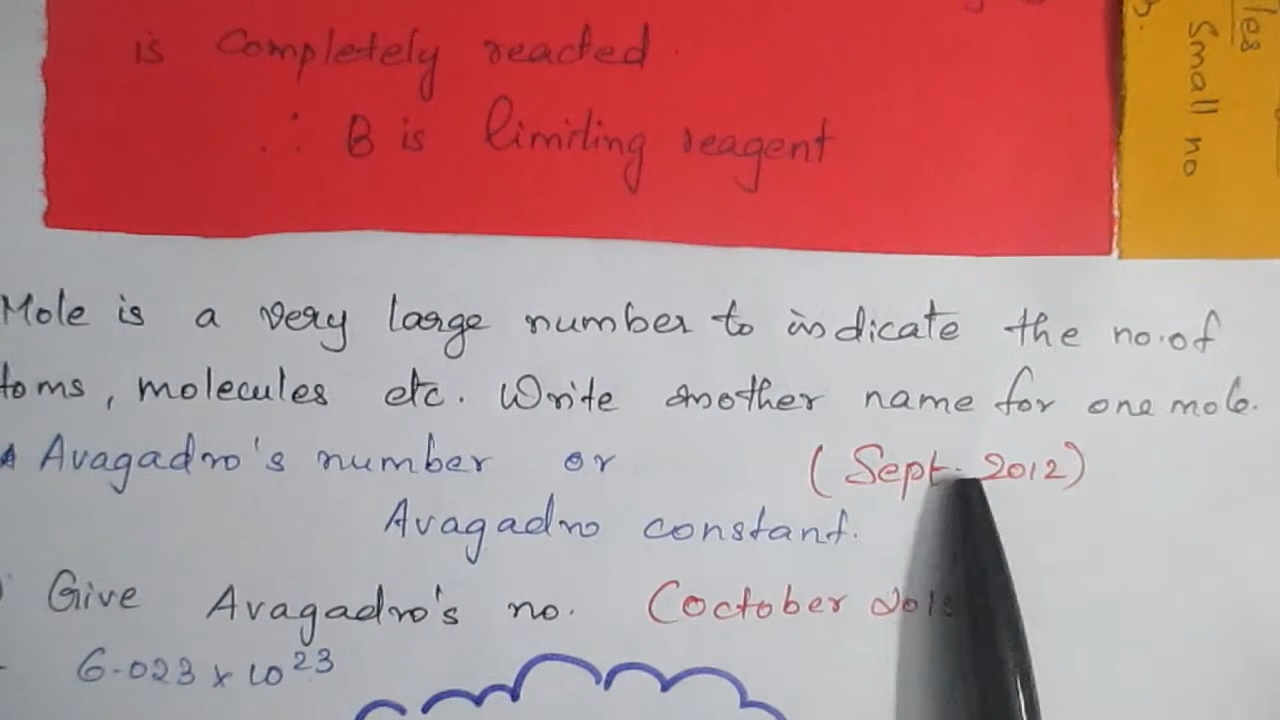 is completely reacted.
∴ B is limiting reagent
les
Small no
Mole is a very large number to indicate the no. of
toms, molecules etc. Write another name for one mole.
A Avagadro's number or (Sept. 2012)
Avagadro constant.
Give Avagadro's no. (October
6.023 x 10²³